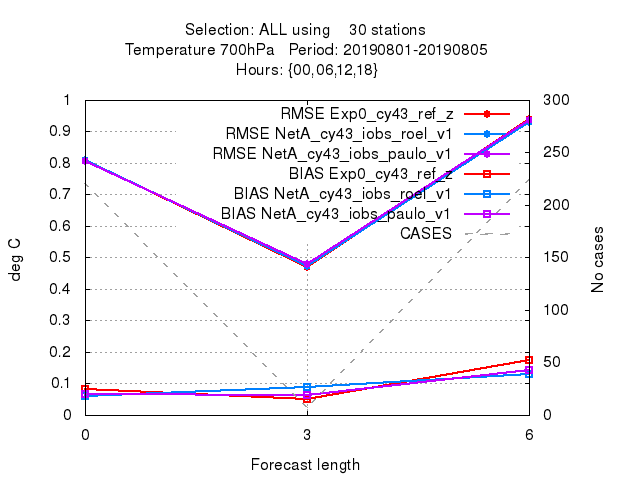 Selection: ALL using 30 stations
Temperature 700hPa Period: 20190801-20190805
Hours: {00,06,12,18}
1
0.9
0.8
0.7
0.6
0.5
0.4
0.3
0.2
0.1
0
300
250
200
150
100
50
0
RMSE Exp0_cy43_ref_z
RMSE NetA_cy43_iobs_roel_v1
RMSE NetA_cy43_iobs_paulo_v1
BIAS Exp0_cy43_ref_z
BIAS NetA_cy43_iobs_roel_v1
BIAS NetA_cy43_iobs_paulo_v1
CASES
deg C
No cases
0 3 6
Forecast length